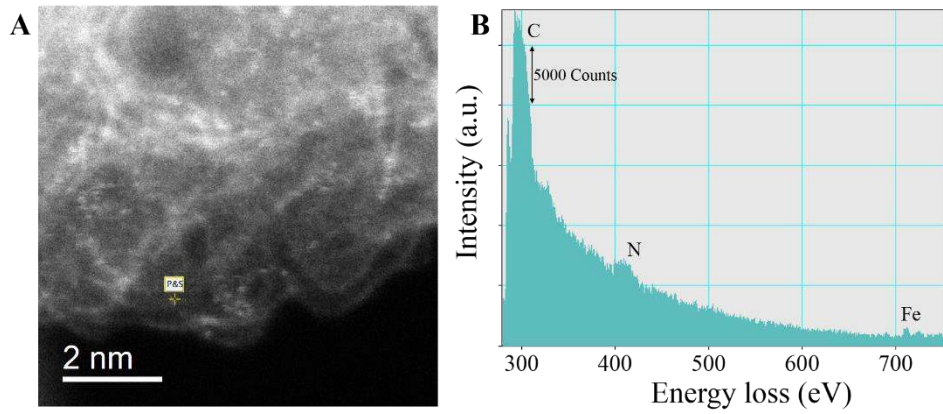 A
P&S
2 nm
B
C
5000 Counts
N
Fe
Intensity (a.u.)
300 400 500 600 700
Energy loss (eV)